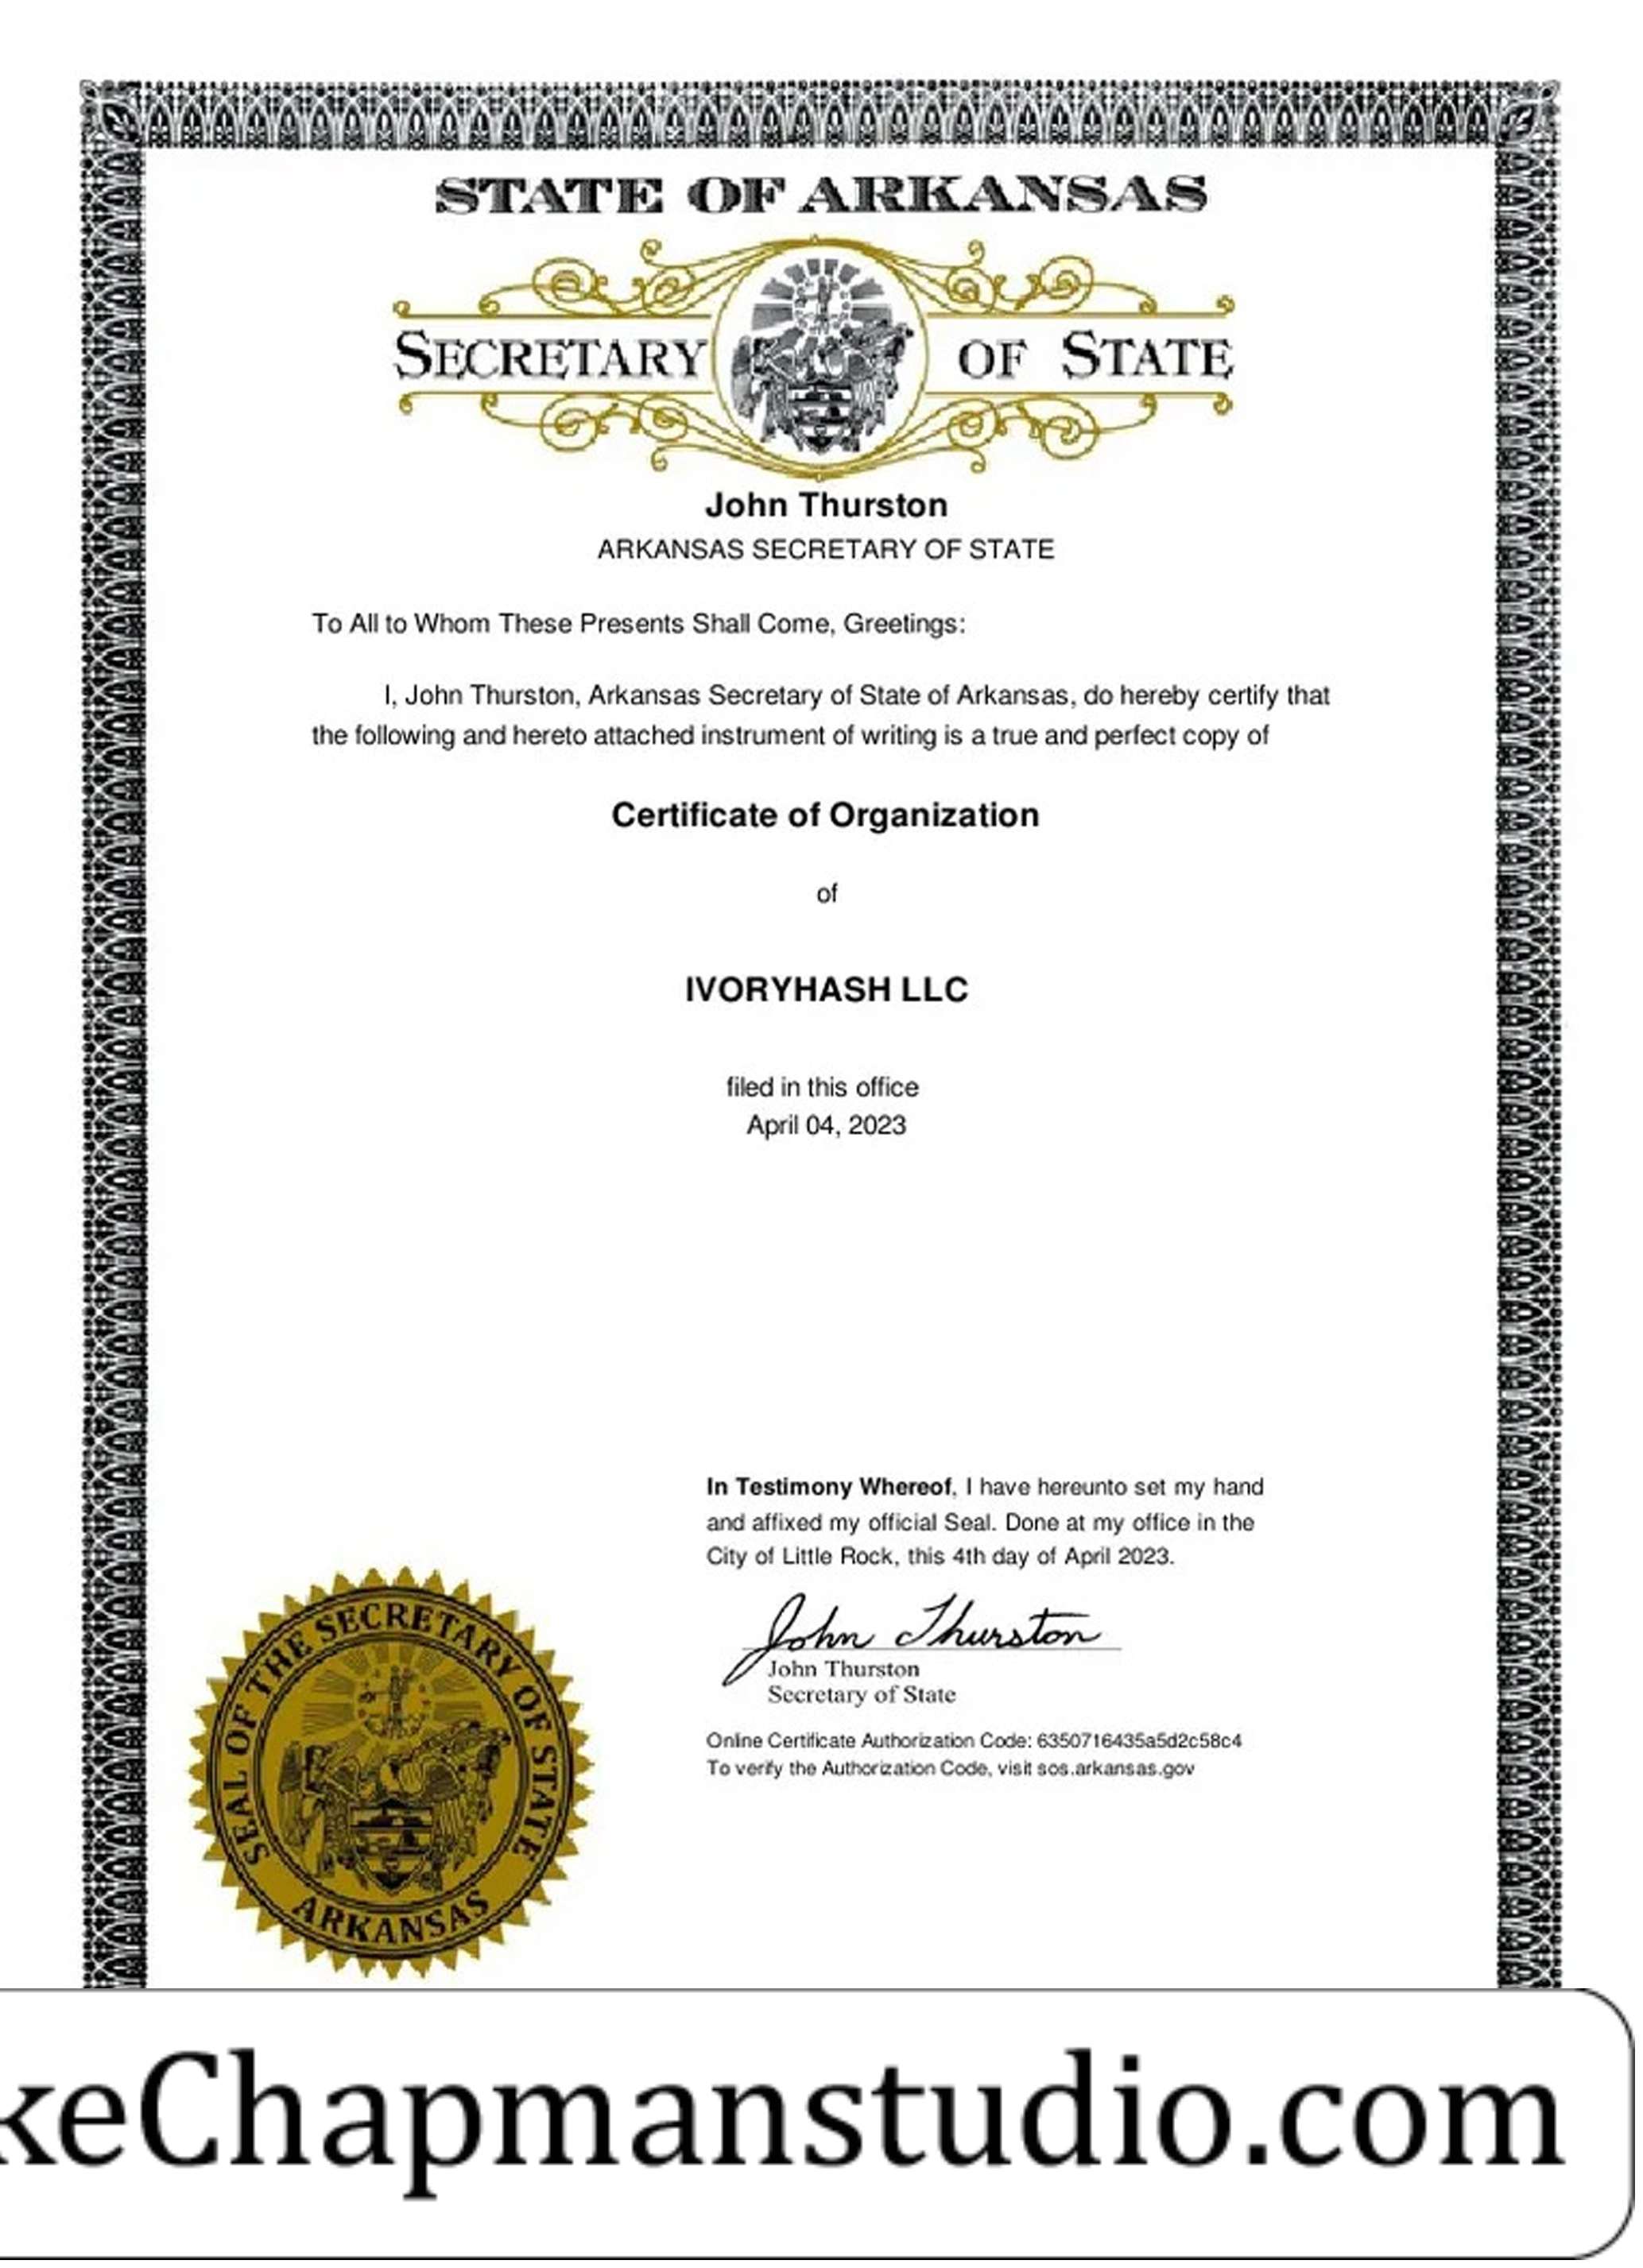 STATE OF ARKANSAS
SECRETARY OF STATE
John Thurston
ARKANSAS SECRETARY OF STATE
To All to Whom These Presents Shall Come, Greetings:
I, John Thurston, Arkansas Secretary of State of Arkansas, do hereby certify that
the following and hereto attached instrument of writing is a true and perfect copy of
Certificate of Organization
of
IVORYHASH LLC
filed in this office
April 04, 2023
In Testimony Whereof, I have hereunto set my hand
and affixed my official Seal. Done at my office in the
City of Little Rock, this 4th day of April 2023.
John Thurston
John Thurston
Secretary of State
Online Certificate Authorization Code: 6350716435a5d2c58c4
To verify the Authorization Code, visit sos.arkansas.gov
SEAL OF THE SECRETARY OF STATE
ARKANSAS
keChapmanstudio.com